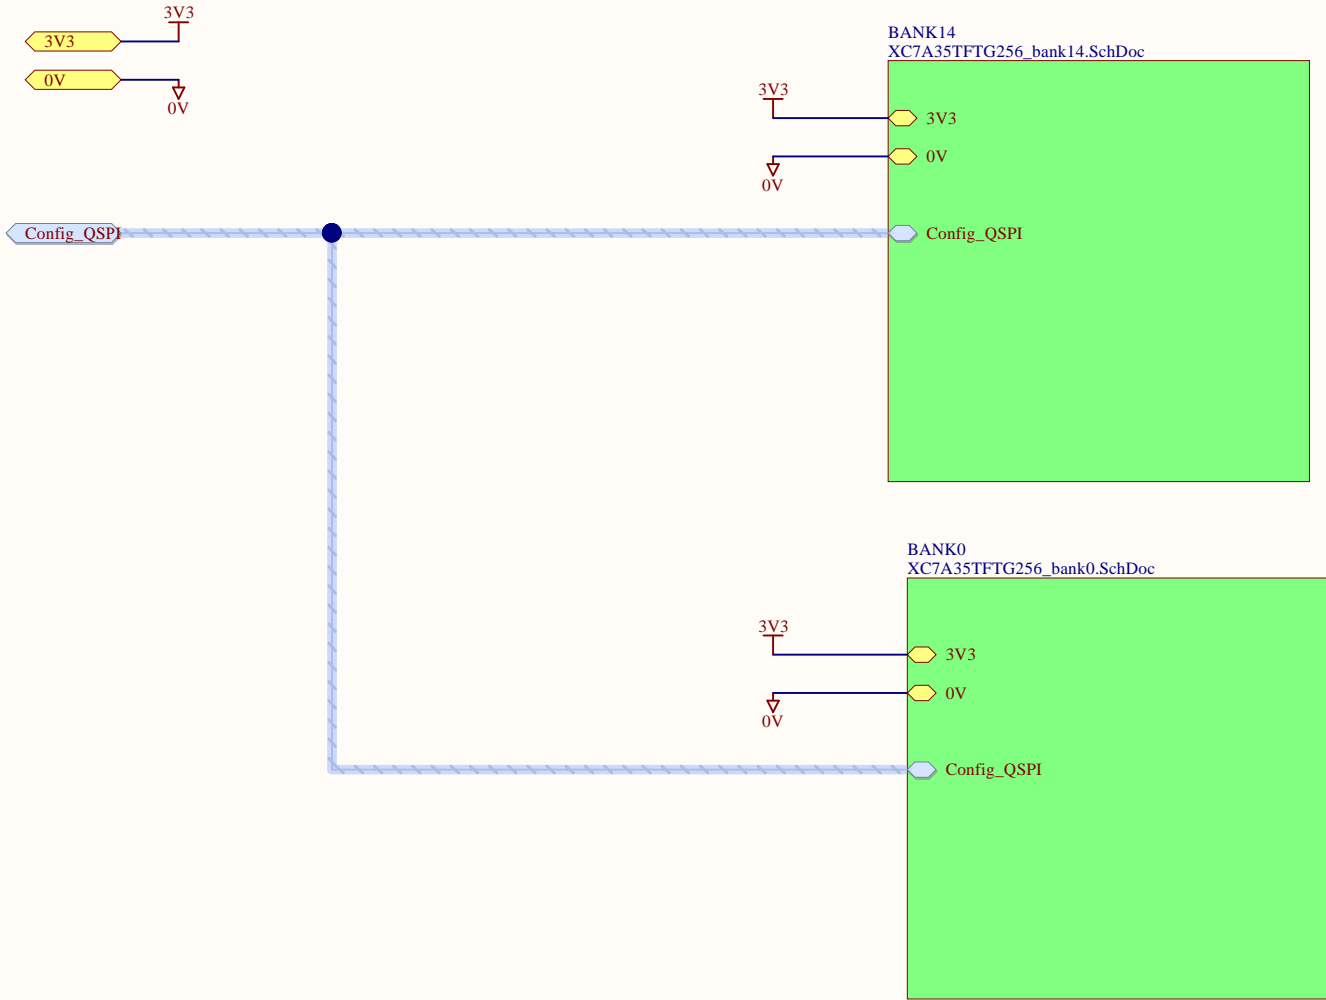 3V3
3V3
0V
0V
BANK14
XC7A35TFTG256_bank14.SchDoc
3V3
3V3
0V
0V
Config_QSPI
Config_QSPI
BANK0
XC7A35TFTG256_bank0.SchDoc
3V3
3V3
0V
0V
Config_QSPI